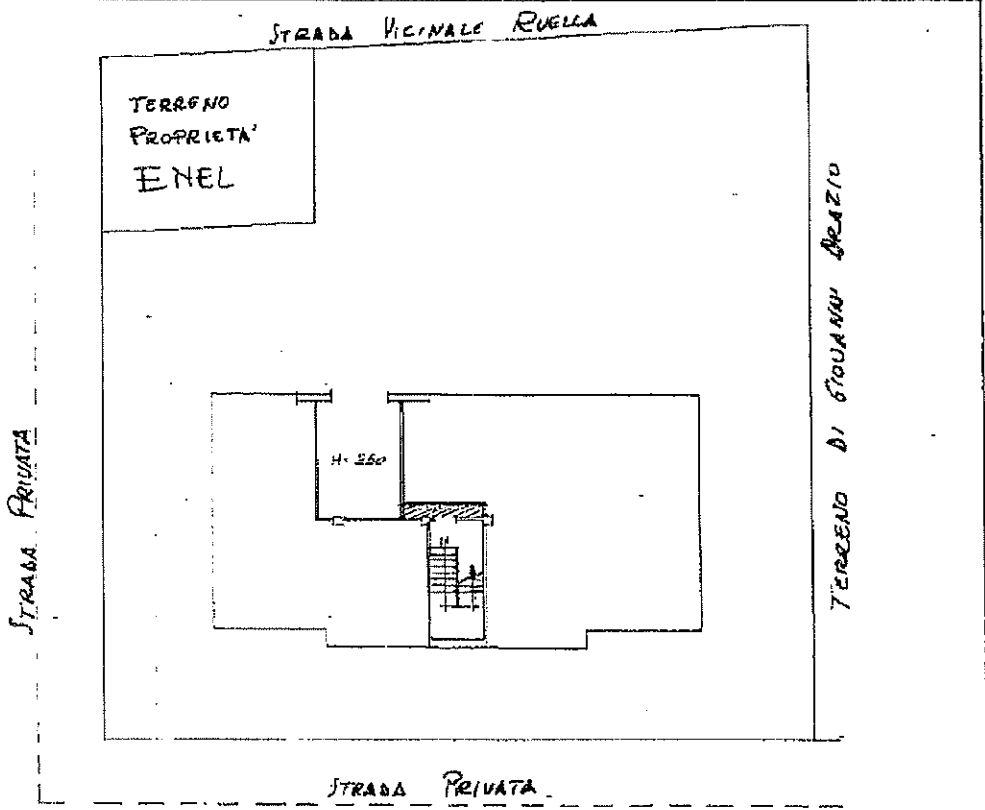 STRADA VICINALE RUELLA
TERRENO
PROPRIETA'
ENEL
TERRENO DI GIOVANNI ORAZIO
H= 250
STRADA PRIVATA
STRADA PRIVATA